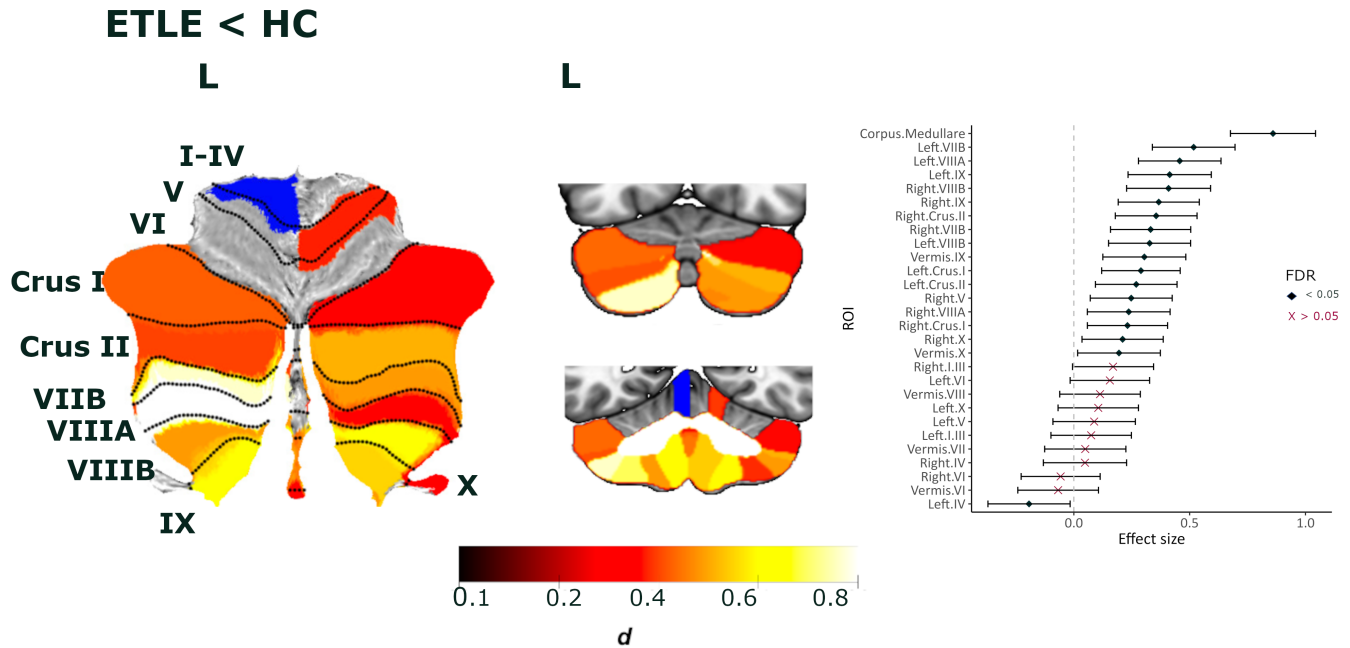 ETLE < HC
L
L
I-IV
V
VI
Crus I
Crus II
VIIB
VIIIA
VIIIB
IX
X
0.1 0.2 0.4 0.6 0.8
d
ROI
Corpus.Medullare
Left.VIIB
Left.VIIIA
Left.IX
Right.VIIIB
Right.IX
Right.Crus.II
Right.VIIB
Left.VIIIB
Vermis.IX
Left.Crus.I
Left.Crus.II
Right.V
Right.VIIIA
Right.Crus.I
Right.X
Vermis.X
Right.I.III
Left.VI
Vermis.VIII
Left.X
Left.V
Left.I.III
Vermis.VII
Right.IV
Right.VI
Vermis.VI
Left.IV
0.0 0.5 1.0
Effect size
FDR
< 0.05
X > 0.05